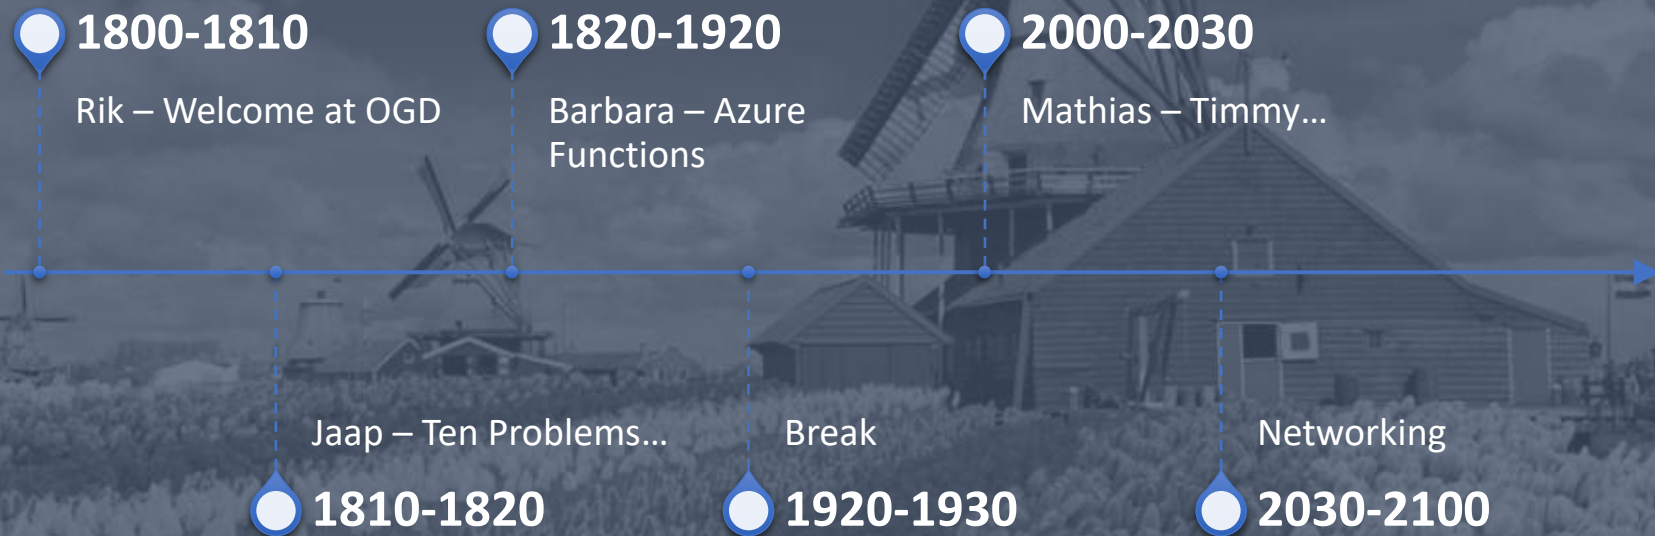 1800-1810
Rik – Welcome at OGD
1820-1920
Barbara – Azure
Functions
2000-2030
Mathias – Timmy…
Jaap – Ten Problems…
1810-1820
Break
1920-1930
Networking
2030-2100